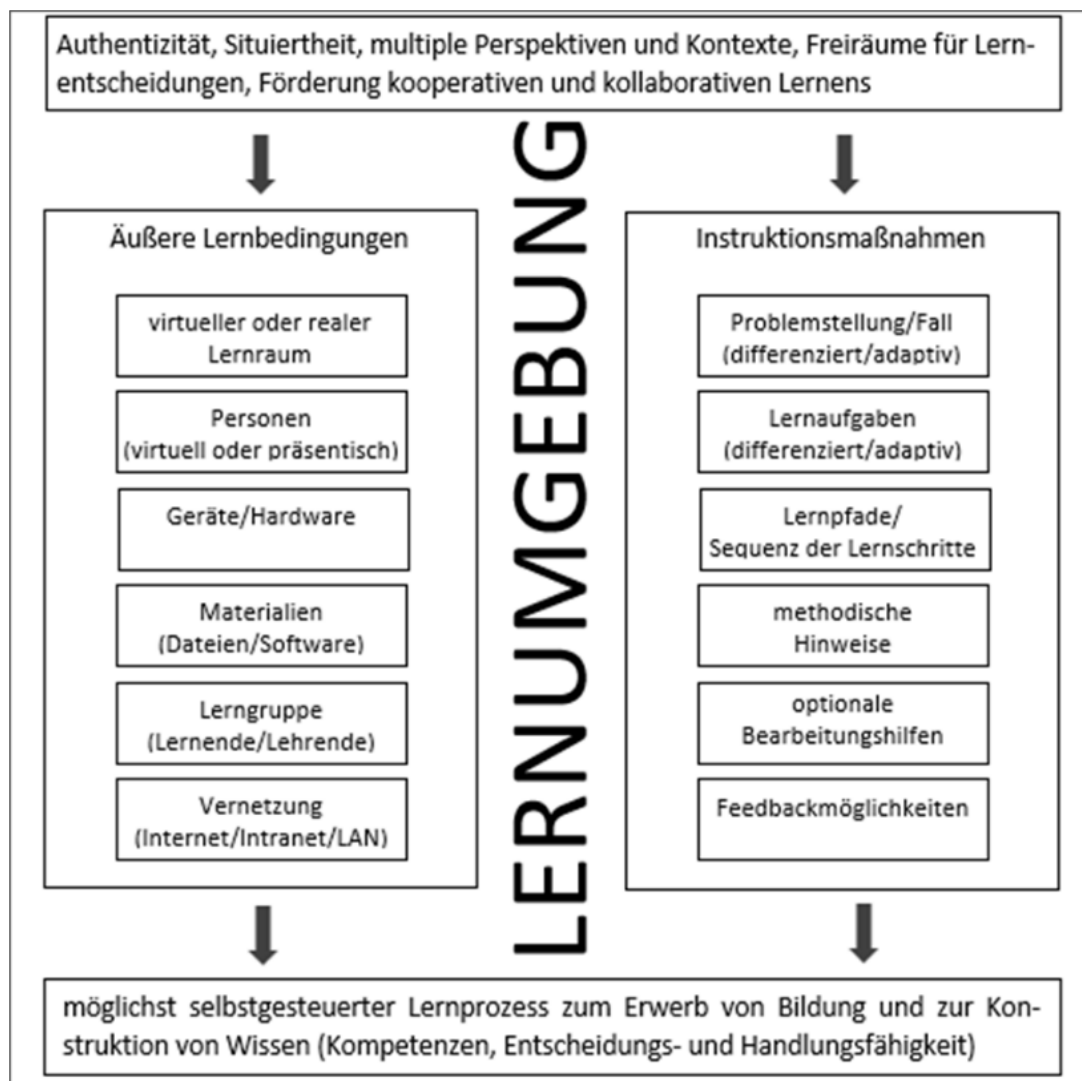 Authentizität, Situiertheit, multiple Perspektiven und Kontexte, Freiräume für Lern-
entscheidungen, Förderung kooperativen und kollaborativen Lernens
Äußere Lernbedingungen
virtueller oder realer
Lernraum
Personen
(virtuell oder präsentisch)
Geräte/Hardware
Materialien
(Dateien/Software)
Lerngruppe
(Lernende/Lehrende)
Vernetzung
(Internet/Intranet/LAN)
LERNUMGEBUNG
Instruktionsmaßnahmen
Problemstellung/Fall
(differenziert/adaptiv)
Lernaufgaben
(differenziert/adaptiv)
Lernpfade/
Sequenz der Lernschritte
methodische
Hinweise
optionale
Bearbeitungshilfen
Feedbackmöglichkeiten
möglichst selbstgesteuerter Lernprozess zum Erwerb von Bildung und zur Kon-
struktion von Wissen (Kompetenzen, Entscheidungs- und Handlungsfähigkeit)